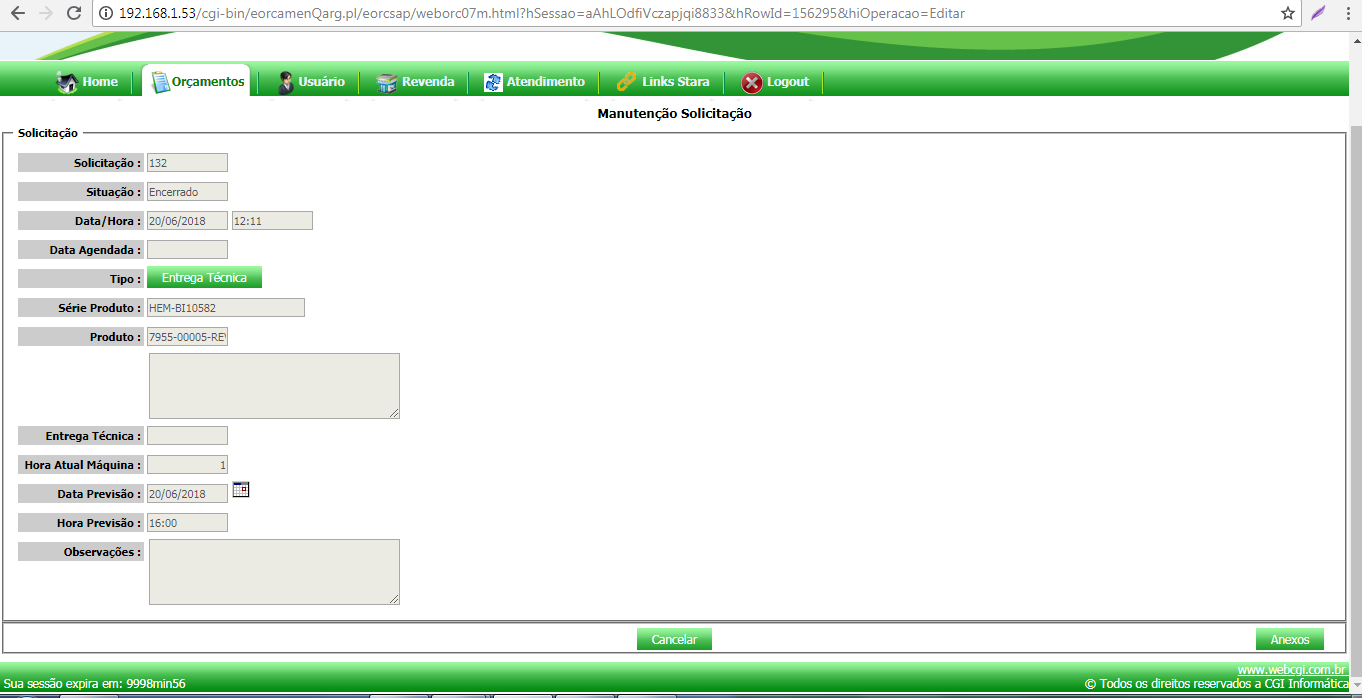 192.168.1.53/cgi-bin/eorcamenQarg.pl/eorcsap/weborc07m.html?hSessao=aAhLOdfiVczapjqi8833&hRowId=156295&hiOperacao=Editar
Home Orçamentos Usuário Revenda Atendimento Links Stara Logout
Manutenção Solicitação
Solicitação
Solicitação : 132
Situação : Encerrado
Data/Hora : 20/06/2018 12:11
Data Agendada :
Tipo : Entrega Técnica
Série Produto : HEM-BI10582
Produto : 7955-00005-REV
Entrega Técnica :
Hora Atual Máquina : 1
Data Previsão : 20/06/2018
Hora Previsão : 16:00
Observações :
Cancelar Anexos
www.webcgi.com.br
Sua sessão expira em: 9998min56 © Todos os direitos reservados a CGI Informática